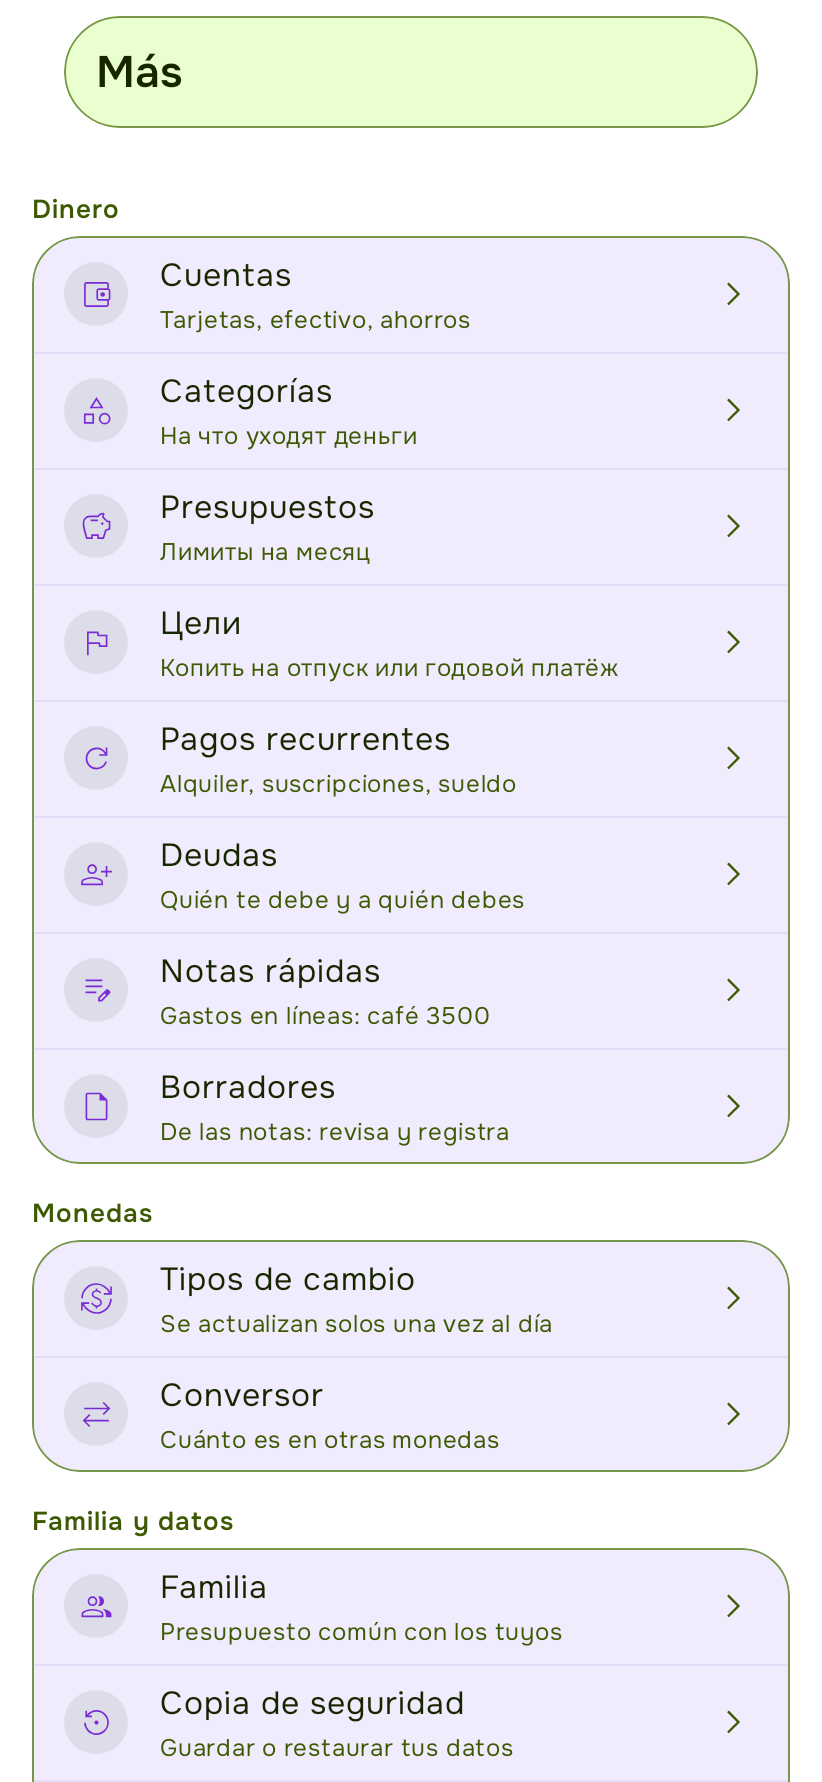 Más
Dinero
Cuentas
Tarjetas, efectivo, ahorros
Categorías
На что уходят деньги
Presupuestos
Лимиты на месяц
Цели
Копить на отпуск или годовой платёж
Pagos recurrentes
Alquiler, suscripciones, sueldo
Deudas
Quién te debe y a quién debes
Notas rápidas
Gastos en líneas: café 3500
Borradores
De las notas: revisa y registra
Monedas
Tipos de cambio
Se actualizan solos una vez al día
Conversor
Cuánto es en otras monedas
Familia y datos
Familia
Presupuesto común con los tuyos
Copia de seguridad
Guardar o restaurar tus datos